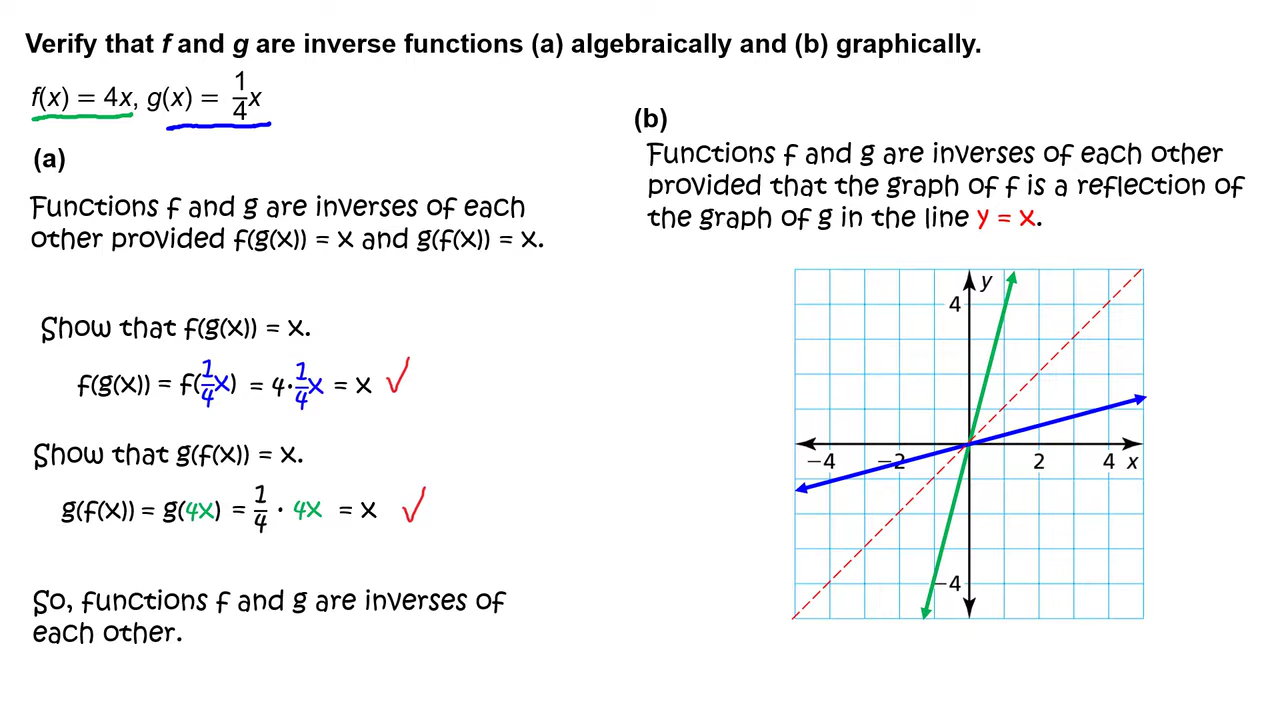 Verify that f and g are inverse functions (a) algebraically and (b) graphically.
f(x) = 4x, g(x) = 1/4 x
(a)
Functions f and g are inverses of each
other provided f(g(x)) = x and g(f(x)) = x.
Show that f(g(x)) = x.
f(g(x)) = f(1/4 x) = 4·1/4 x = x ✓
Show that g(f(x)) = x.
g(f(x)) = g(4x) = 1/4 · 4x = x ✓
So, functions f and g are inverses of
each other.
(b)
Functions f and g are inverses of each other
provided that the graph of f is a reflection of
the graph of g in the line y = x.
y
4
−4 −2 2 4 x
−4